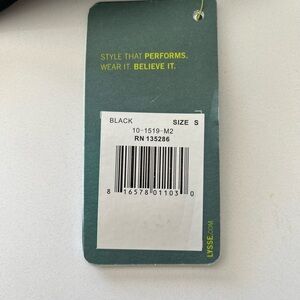 STYLE THAT PERFORMS.
WEAR IT. BELIEVE IT.
BLACK SIZE S
10-1519-M2
RN 135286
8 16578 01103 0
LYSSE.COM